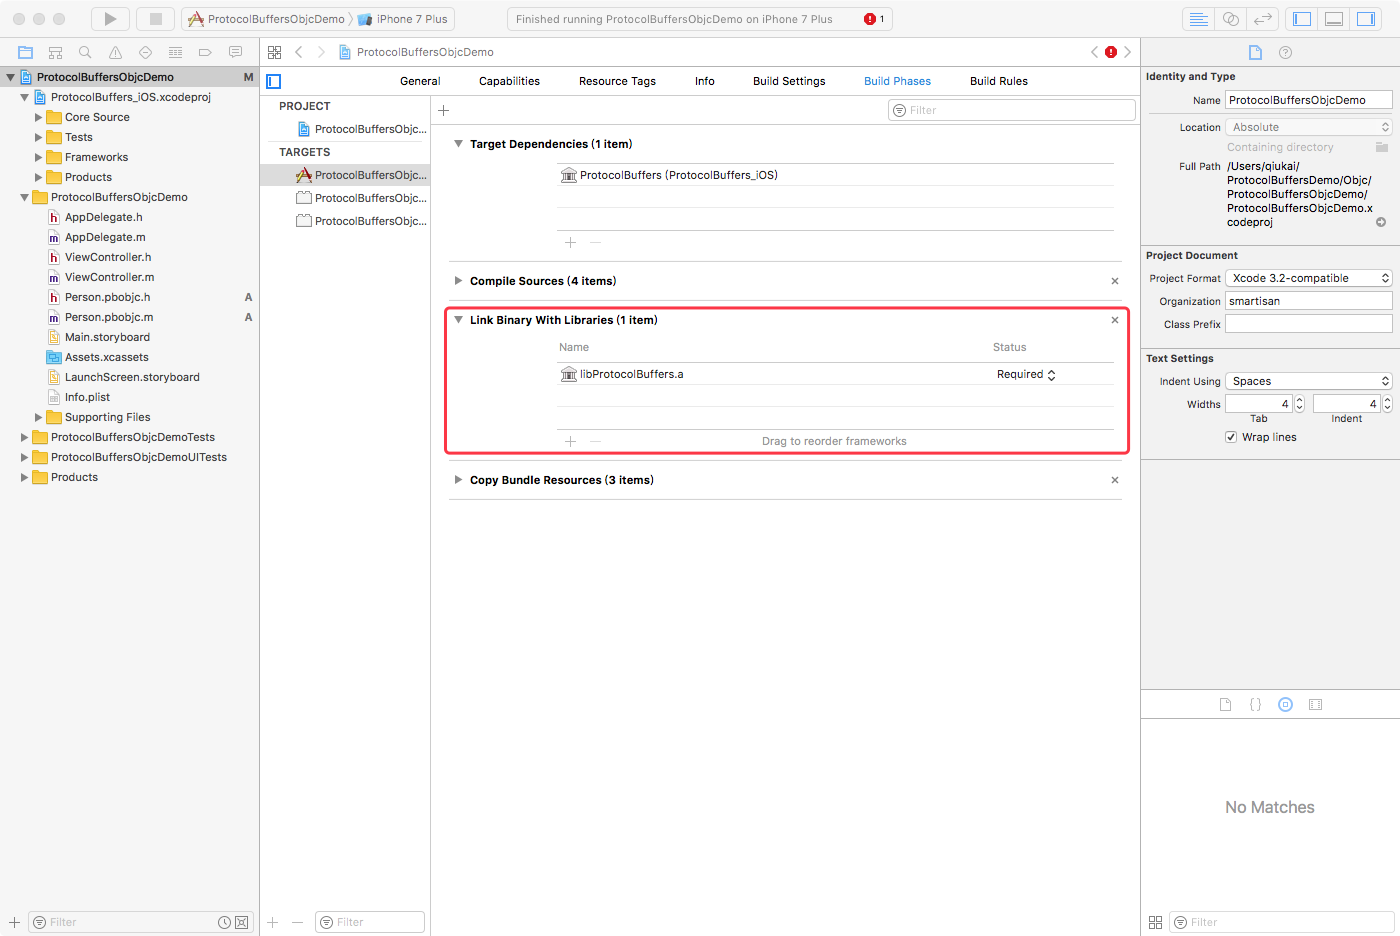 ProtocolBuffersObjcDemo
iPhone 7 Plus
Finished running ProtocolBuffersObjcDemo on iPhone 7 Plus
1
ProtocolBuffersObjcDemo M
ProtocolBuffers_iOS.xcodeproj
Core Source
Tests
Frameworks
Products
ProtocolBuffersObjcDemo
AppDelegate.h
AppDelegate.m
ViewController.h
ViewController.m
Person.pbobjc.h A
Person.pbobjc.m A
Main.storyboard
Assets.xcassets
LaunchScreen.storyboard
Info.plist
Supporting Files
ProtocolBuffersObjcDemoTests
ProtocolBuffersObjcDemoUITests
Products
Filter
ProtocolBuffersObjcDemo
General Capabilities Resource Tags Info Build Settings Build Phases Build Rules
PROJECT
ProtocolBuffersObjc...
TARGETS
ProtocolBuffersObjc...
ProtocolBuffersObjc...
ProtocolBuffersObjc...
Filter
Filter
Target Dependencies (1 item)
ProtocolBuffers (ProtocolBuffers_iOS)
Compile Sources (4 items)
Link Binary With Libraries (1 item)
Name Status
libProtocolBuffers.a Required
Drag to reorder frameworks
Copy Bundle Resources (3 items)
Identity and Type
Name ProtocolBuffersObjcDemo
Location Absolute
Containing directory
Full Path /Users/qiukai/
ProtocolBuffersDemo/Objc/
ProtocolBuffersObjcDemo/
ProtocolBuffersObjcDemo.x
codeproj
Project Document
Project Format Xcode 3.2-compatible
Organization smartisan
Class Prefix
Text Settings
Indent Using Spaces
Widths 4 4
Tab Indent
Wrap lines
No Matches
Filter